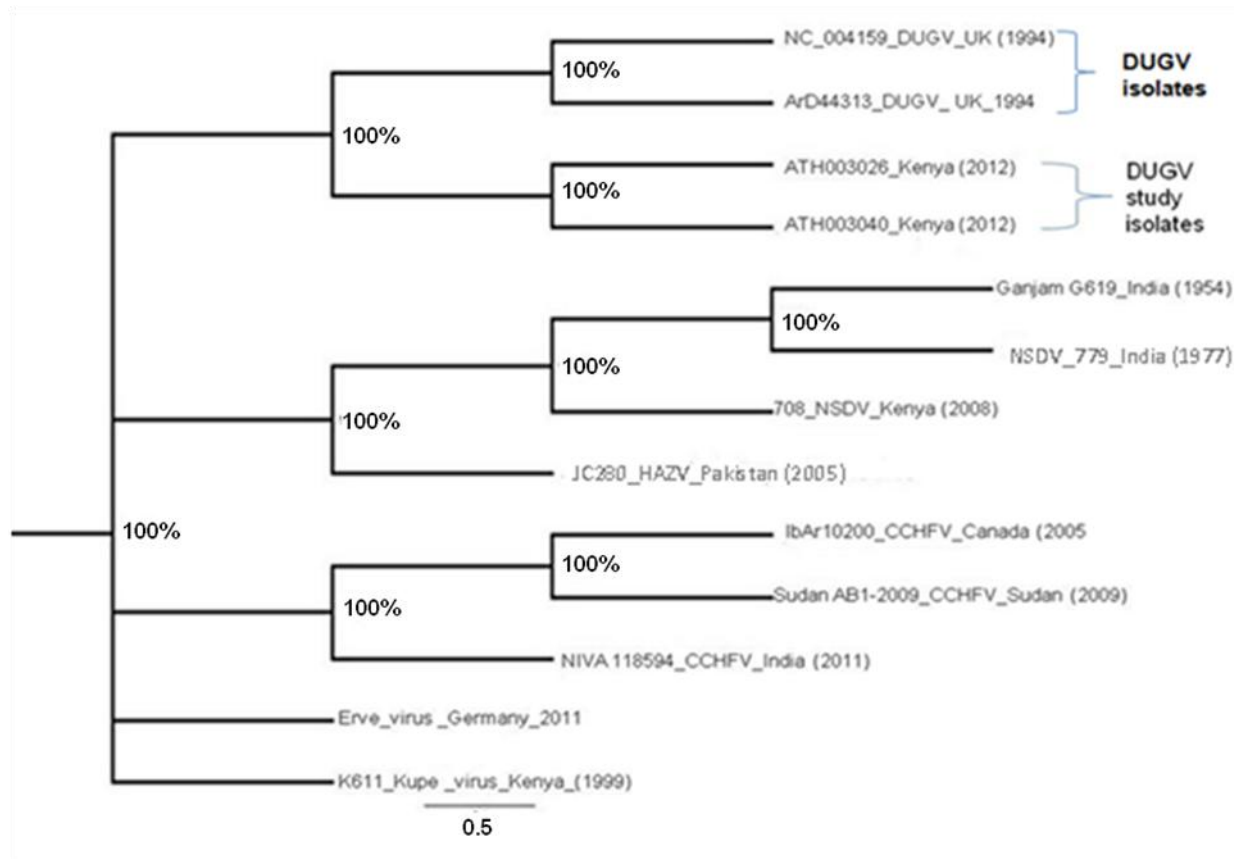 NC_004159_DUGV_UK (1994)
100%
DUGV
isolates
ArD44313_DUGV_ UK_1994
100%
ATH003026_Kenya (2012)
100%
DUGV
study
isolates
ATH003040_Kenya (2012)
Ganjam G619_India (1954)
100%
NSDV_779_India (1977)
100%
708_NSDV_Kenya (2008)
100%
JC280_HAZV_Pakistan (2005)
100%
IbAr10200_CCHFV_Canada (2005
100%
Sudan AB1-2009_CCHFV_Sudan (2009)
100%
NIVA 118594_CCHFV_India (2011)
Erve_virus _Germany_2011
K611_Kupe _virus_Kenya_(1999)
0.5